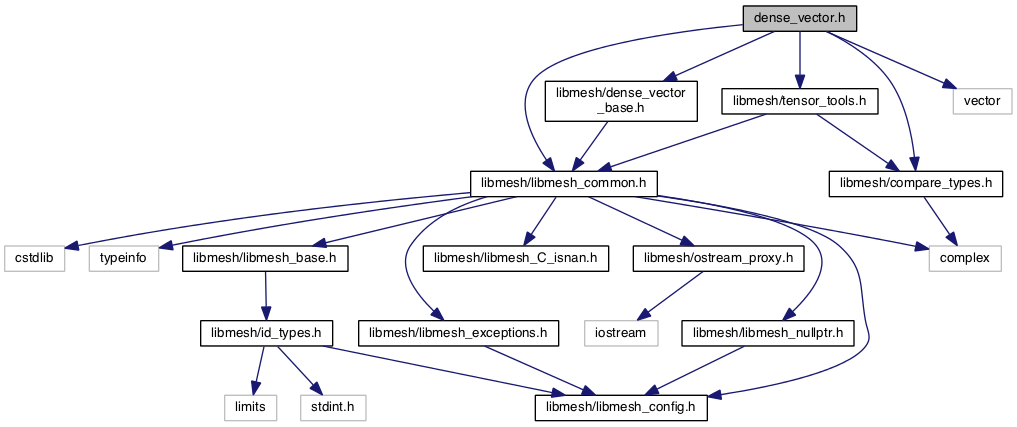 dense_vector.h
libmesh/dense_vector
_base.h
libmesh/tensor_tools.h
vector
libmesh/libmesh_common.h
libmesh/compare_types.h
cstdlib
typeinfo
libmesh/libmesh_base.h
libmesh/libmesh_C_isnan.h
libmesh/ostream_proxy.h
complex
libmesh/id_types.h
libmesh/libmesh_exceptions.h
iostream
libmesh/libmesh_nullptr.h
limits
stdint.h
libmesh/libmesh_config.h